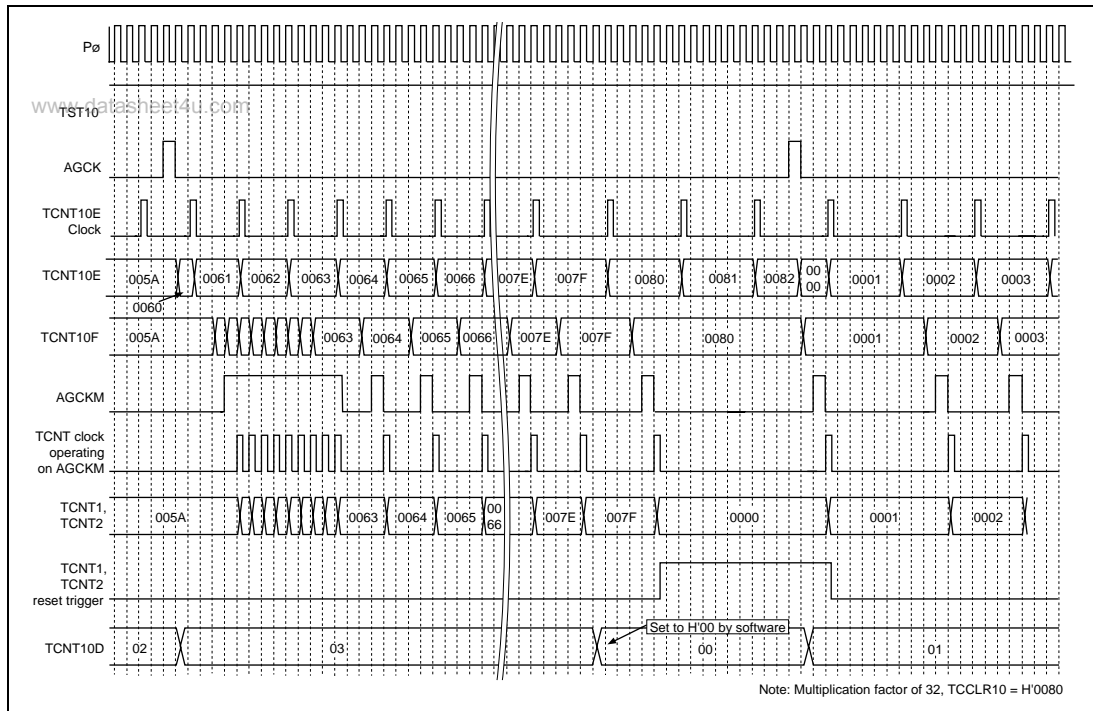 Pø
www.datasheet4u.com
TST10
AGCK
TCNT10E
Clock
TCNT10E
005A 0061 0062 0063 0064 0065 0066 007E 007F 0080 0081 0082 00 0001 0002 0003
00
0060
TCNT10F
005A 0063 0064 0065 0066 007E 007F 0080 0001 0002 0003
AGCKM
TCNT clock
operating
on AGCKM
TCNT1,
TCNT2
005A 0063 0064 0065 00 007E 007F 0000 0001 0002
66
TCNT1,
TCNT2
reset trigger
Set to H'00 by software
TCNT10D
02 03 00 01
Note: Multiplication factor of 32, TCCLR10 = H'0080